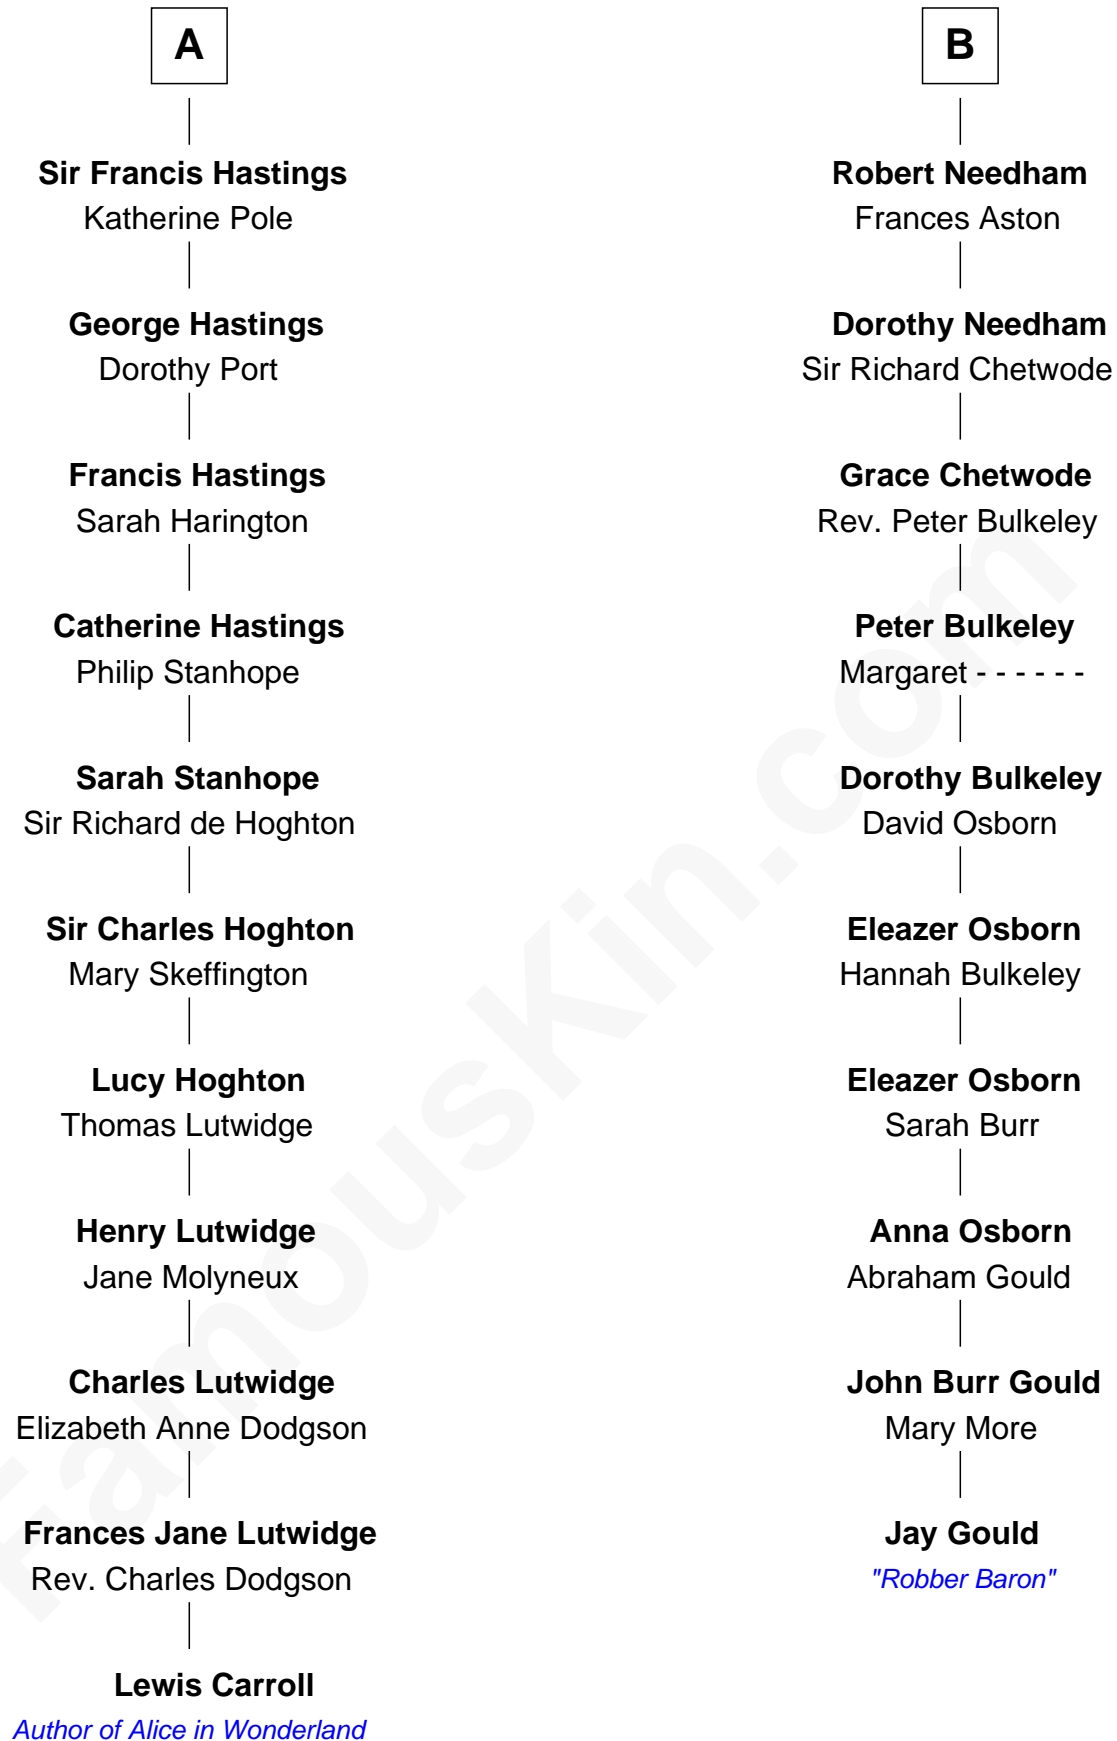 A
Sir Francis Hastings
Katherine Pole
George Hastings
Dorothy Port
Francis Hastings
Sarah Harington
Catherine Hastings
Philip Stanhope
Sarah Stanhope
Sir Richard de Hoghton
Sir Charles Hoghton
Mary Skeffington
Lucy Hoghton
Thomas Lutwidge
Henry Lutwidge
Jane Molyneux
Charles Lutwidge
Elizabeth Anne Dodgson
Frances Jane Lutwidge
Rev. Charles Dodgson
Lewis Carroll
Author of Alice in Wonderland
B
Robert Needham
Frances Aston
Dorothy Needham
Sir Richard Chetwode
Grace Chetwode
Rev. Peter Bulkeley
Peter Bulkeley
Margaret - - - - - -
Dorothy Bulkeley
David Osborn
Eleazer Osborn
Hannah Bulkeley
Eleazer Osborn
Sarah Burr
Anna Osborn
Abraham Gould
John Burr Gould
Mary More
Jay Gould
"Robber Baron"
FamousKin.com